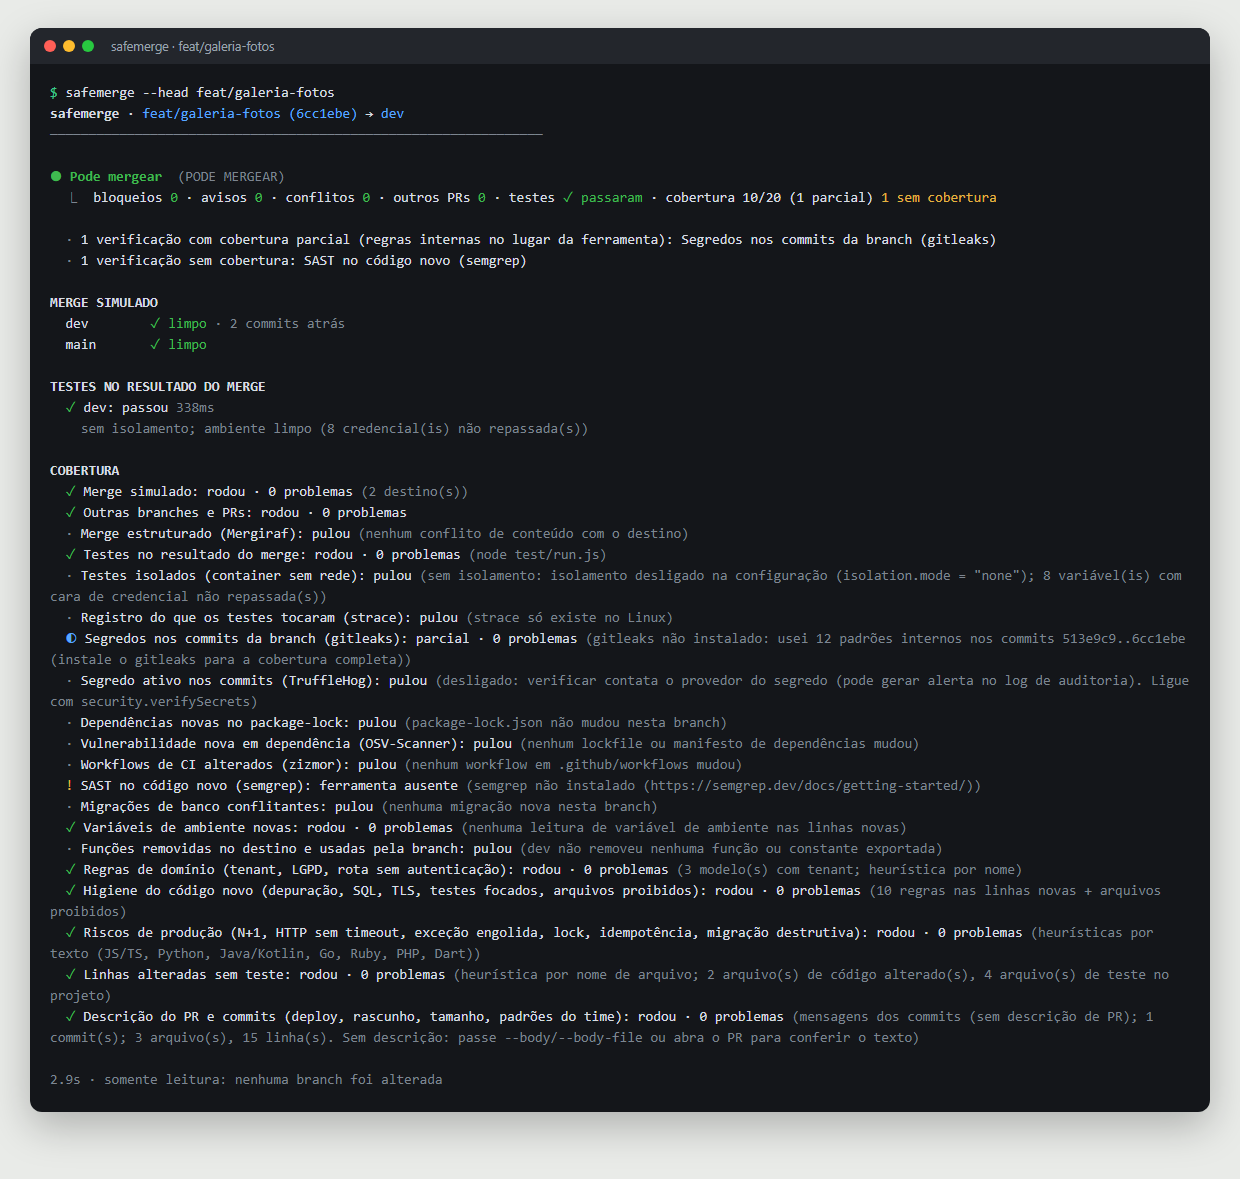 safemerge · feat/galeria-fotos
$ safemerge --head feat/galeria-fotos
safemerge · feat/galeria-fotos (6cc1ebe) → dev
● Pode mergear (PODE MERGEAR)
⎿ bloqueios 0 · avisos 0 · conflitos 0 · outros PRs 0 · testes ✓ passaram · cobertura 10/20 (1 parcial) 1 sem cobertura
· 1 verificação com cobertura parcial (regras internas no lugar da ferramenta): Segredos nos commits da branch (gitleaks)
· 1 verificação sem cobertura: SAST no código novo (semgrep)
MERGE SIMULADO
dev ✓ limpo · 2 commits atrás
main ✓ limpo
TESTES NO RESULTADO DO MERGE
✓ dev: passou 338ms
sem isolamento; ambiente limpo (8 credencial(is) não repassada(s))
COBERTURA
✓ Merge simulado: rodou · 0 problemas (2 destino(s))
✓ Outras branches e PRs: rodou · 0 problemas
· Merge estruturado (Mergiraf): pulou (nenhum conflito de conteúdo com o destino)
✓ Testes no resultado do merge: rodou · 0 problemas (node test/run.js)
· Testes isolados (container sem rede): pulou (sem isolamento: isolamento desligado na configuração (isolation.mode = "none"); 8 variável(is) com
cara de credencial não repassada(s))
· Registro do que os testes tocaram (strace): pulou (strace só existe no Linux)
◐ Segredos nos commits da branch (gitleaks): parcial · 0 problemas (gitleaks não instalado: usei 12 padrões internos nos commits 513e9c9..6cc1ebe
(instale o gitleaks para a cobertura completa))
· Segredo ativo nos commits (TruffleHog): pulou (desligado: verificar contata o provedor do segredo (pode gerar alerta no log de auditoria). Ligue
com security.verifySecrets)
· Dependências novas no package-lock: pulou (package-lock.json não mudou nesta branch)
· Vulnerabilidade nova em dependência (OSV-Scanner): pulou (nenhum lockfile ou manifesto de dependências mudou)
· Workflows de CI alterados (zizmor): pulou (nenhum workflow em .github/workflows mudou)
! SAST no código novo (semgrep): ferramenta ausente (semgrep não instalado (https://semgrep.dev/docs/getting-started/))
· Migrações de banco conflitantes: pulou (nenhuma migração nova nesta branch)
✓ Variáveis de ambiente novas: rodou · 0 problemas (nenhuma leitura de variável de ambiente nas linhas novas)
· Funções removidas no destino e usadas pela branch: pulou (dev não removeu nenhuma função ou constante exportada)
✓ Regras de domínio (tenant, LGPD, rota sem autenticação): rodou · 0 problemas (3 modelo(s) com tenant; heurística por nome)
✓ Higiene do código novo (depuração, SQL, TLS, testes focados, arquivos proibidos): rodou · 0 problemas (10 regras nas linhas novas + arquivos
proibidos)
✓ Riscos de produção (N+1, HTTP sem timeout, exceção engolida, lock, idempotência, migração destrutiva): rodou · 0 problemas (heurísticas por
texto (JS/TS, Python, Java/Kotlin, Go, Ruby, PHP, Dart))
✓ Linhas alteradas sem teste: rodou · 0 problemas (heurística por nome de arquivo; 2 arquivo(s) de código alterado(s), 4 arquivo(s) de teste no
projeto)
✓ Descrição do PR e commits (deploy, rascunho, tamanho, padrões do time): rodou · 0 problemas (mensagens dos commits (sem descrição de PR); 1
commit(s); 3 arquivo(s), 15 linha(s). Sem descrição: passe --body/--body-file ou abra o PR para conferir o texto)
2.9s · somente leitura: nenhuma branch foi alterada